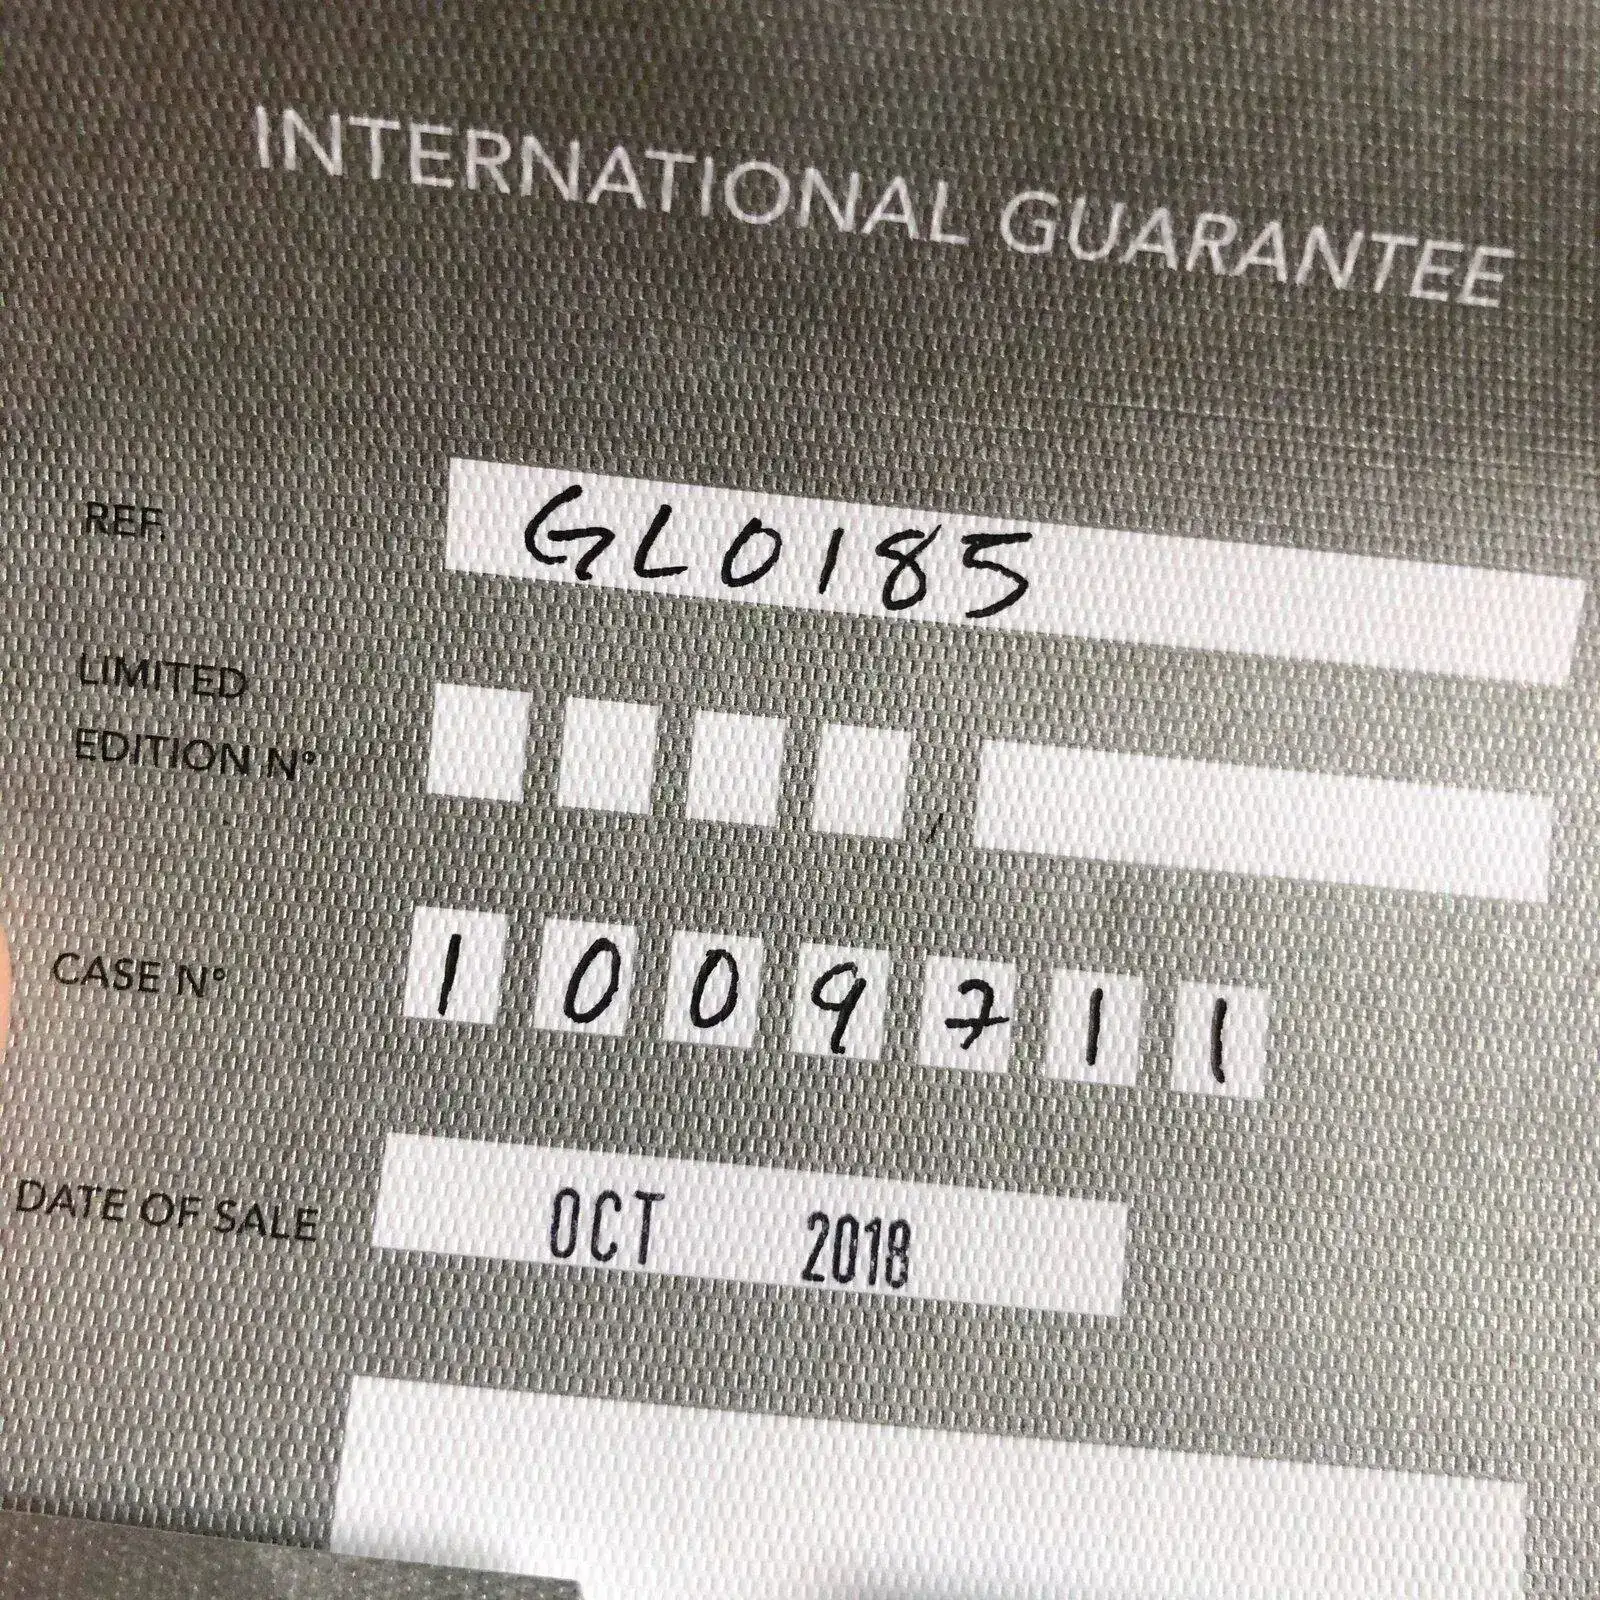 INTERNATIONAL GUARANTEE
REF. GL0185
LIMITED
EDITION N° /
CASE N° 1009711
DATE OF SALE OCT 2018